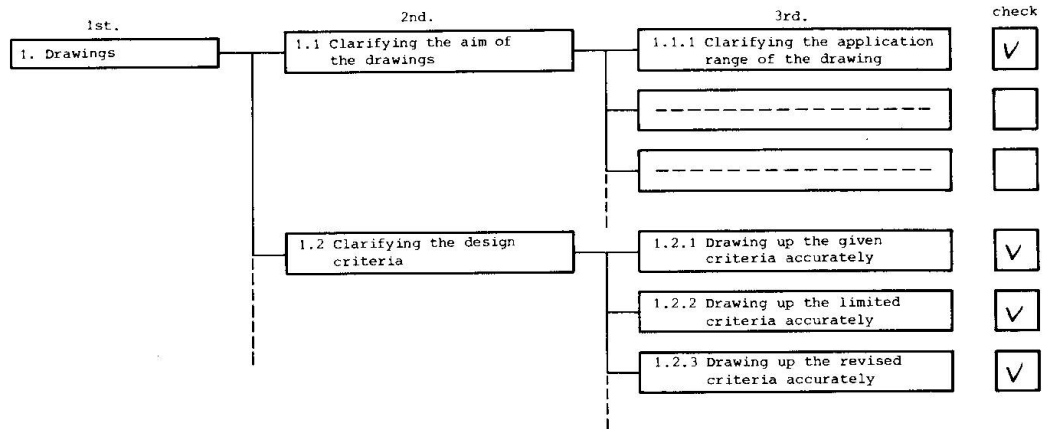 1st.
2nd.
3rd.
check
1. Drawings
1.1 Clarifying the aim of
the drawings
1.1.1 Clarifying the application
range of the drawing
1.2 Clarifying the design
criteria
1.2.1 Drawing up the given
criteria accurately
1.2.2 Drawing up the limited
criteria accurately
1.2.3 Drawing up the revised
criteria accurately